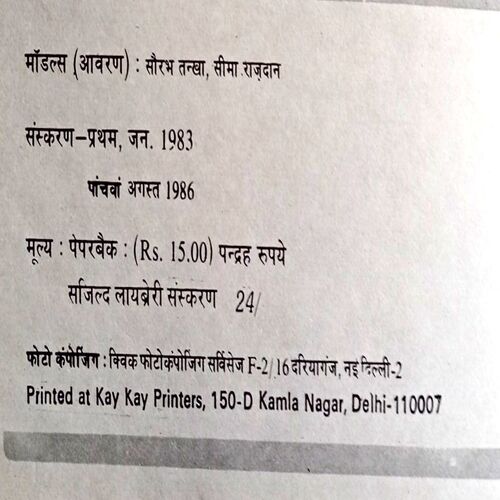 मॉडल्स (आवरण) : सौरभ तन्खा, सीमा राज़दान
संस्करण–प्रथम, जन. 1983
पांचवां अगस्त 1986
मूल्य : पेपरबैक : (Rs. 15.00) पन्द्रह रुपये
सजिल्द लायब्रेरी संस्करण 24/
फोटो कंपोजिंग : क्विक फोटोकंपोजिग सर्विसेज F-2/16 दरियागंज, नई दिल्ली-2
Printed at Kay Kay Printers, 150-D Kamla Nagar, Delhi-110007